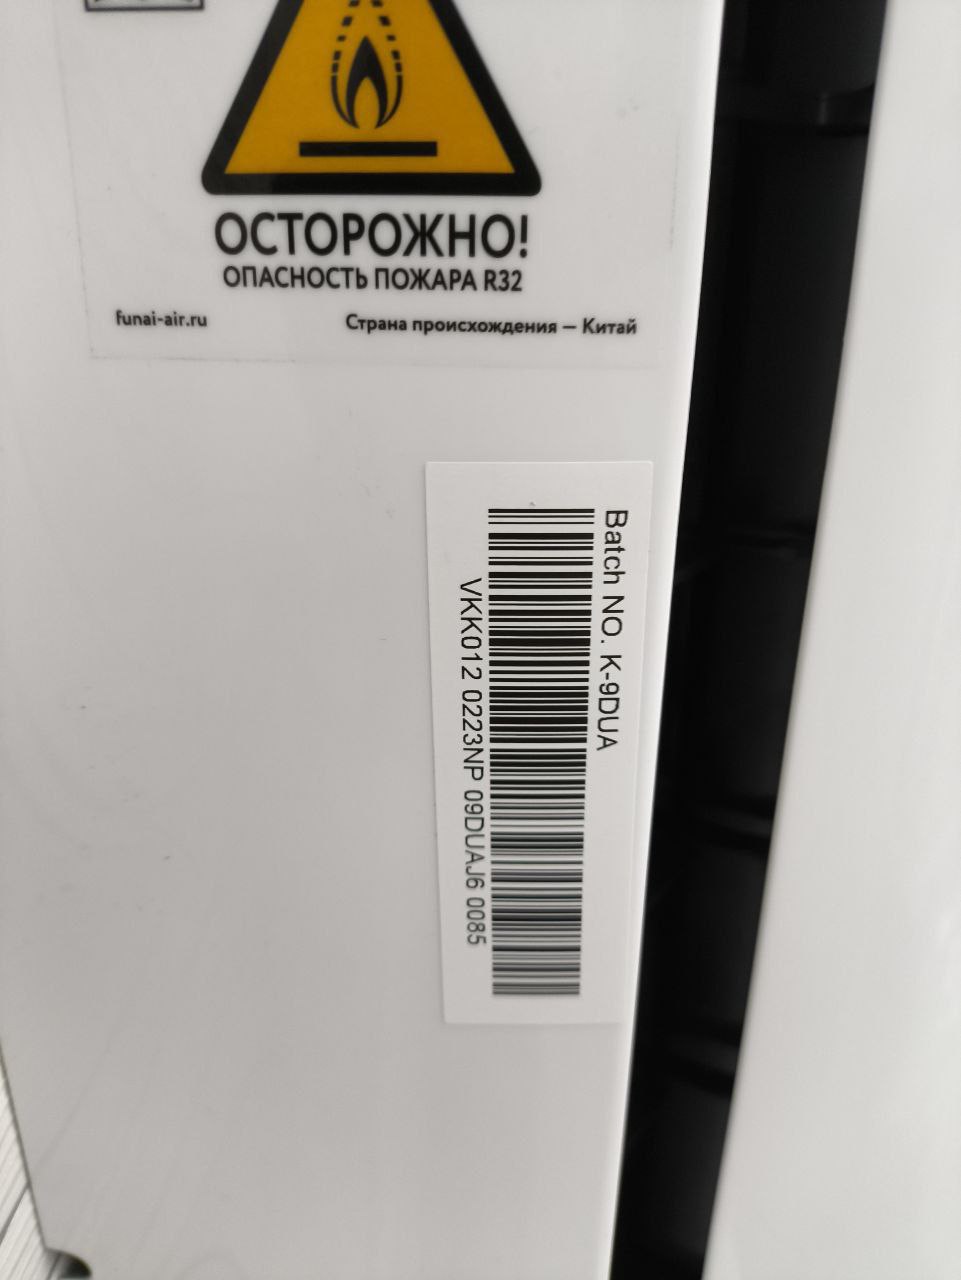 ОСТОРОЖНО!
ОПАСНОСТЬ ПОЖАРА R32
funai-air.ru
Страна происхождения — Китай
Batch NO. K-9DUA
VKK012 0223NP 09DUAJ6 0085